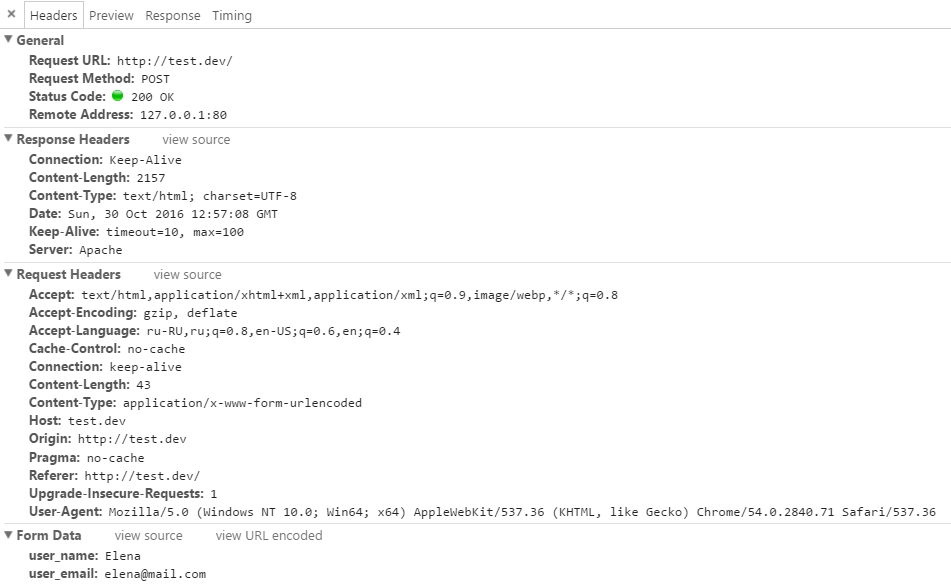 × Headers Preview Response Timing
General
Request URL: http://test.dev/
Request Method: POST
Status Code: 200 OK
Remote Address: 127.0.0.1:80
Response Headers view source
Connection: Keep-Alive
Content-Length: 2157
Content-Type: text/html; charset=UTF-8
Date: Sun, 30 Oct 2016 12:57:08 GMT
Keep-Alive: timeout=10, max=100
Server: Apache
Request Headers view source
Accept: text/html,application/xhtml+xml,application/xml;q=0.9,image/webp,*/*;q=0.8
Accept-Encoding: gzip, deflate
Accept-Language: ru-RU,ru;q=0.8,en-US;q=0.6,en;q=0.4
Cache-Control: no-cache
Connection: keep-alive
Content-Length: 43
Content-Type: application/x-www-form-urlencoded
Host: test.dev
Origin: http://test.dev
Pragma: no-cache
Referer: http://test.dev/
Upgrade-Insecure-Requests: 1
User-Agent: Mozilla/5.0 (Windows NT 10.0; Win64; x64) AppleWebKit/537.36 (KHTML, like Gecko) Chrome/54.0.2840.71 Safari/537.36
Form Data view source view URL encoded
user_name: Elena
user_email: elena@mail.com